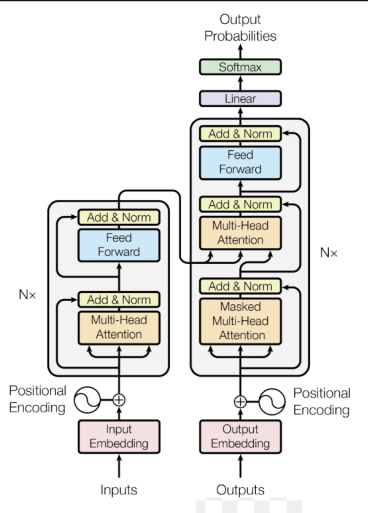 Output
Probabilities
Softmax
Linear
Add & Norm
Feed
Forward
Add & Norm
Multi-Head
Attention
Add & Norm
Masked
Multi-Head
Attention
Nx
Add & Norm
Feed
Forward
Add & Norm
Multi-Head
Attention
Nx
Positional
Encoding
Positional
Encoding
Input
Embedding
Output
Embedding
Inputs
Outputs